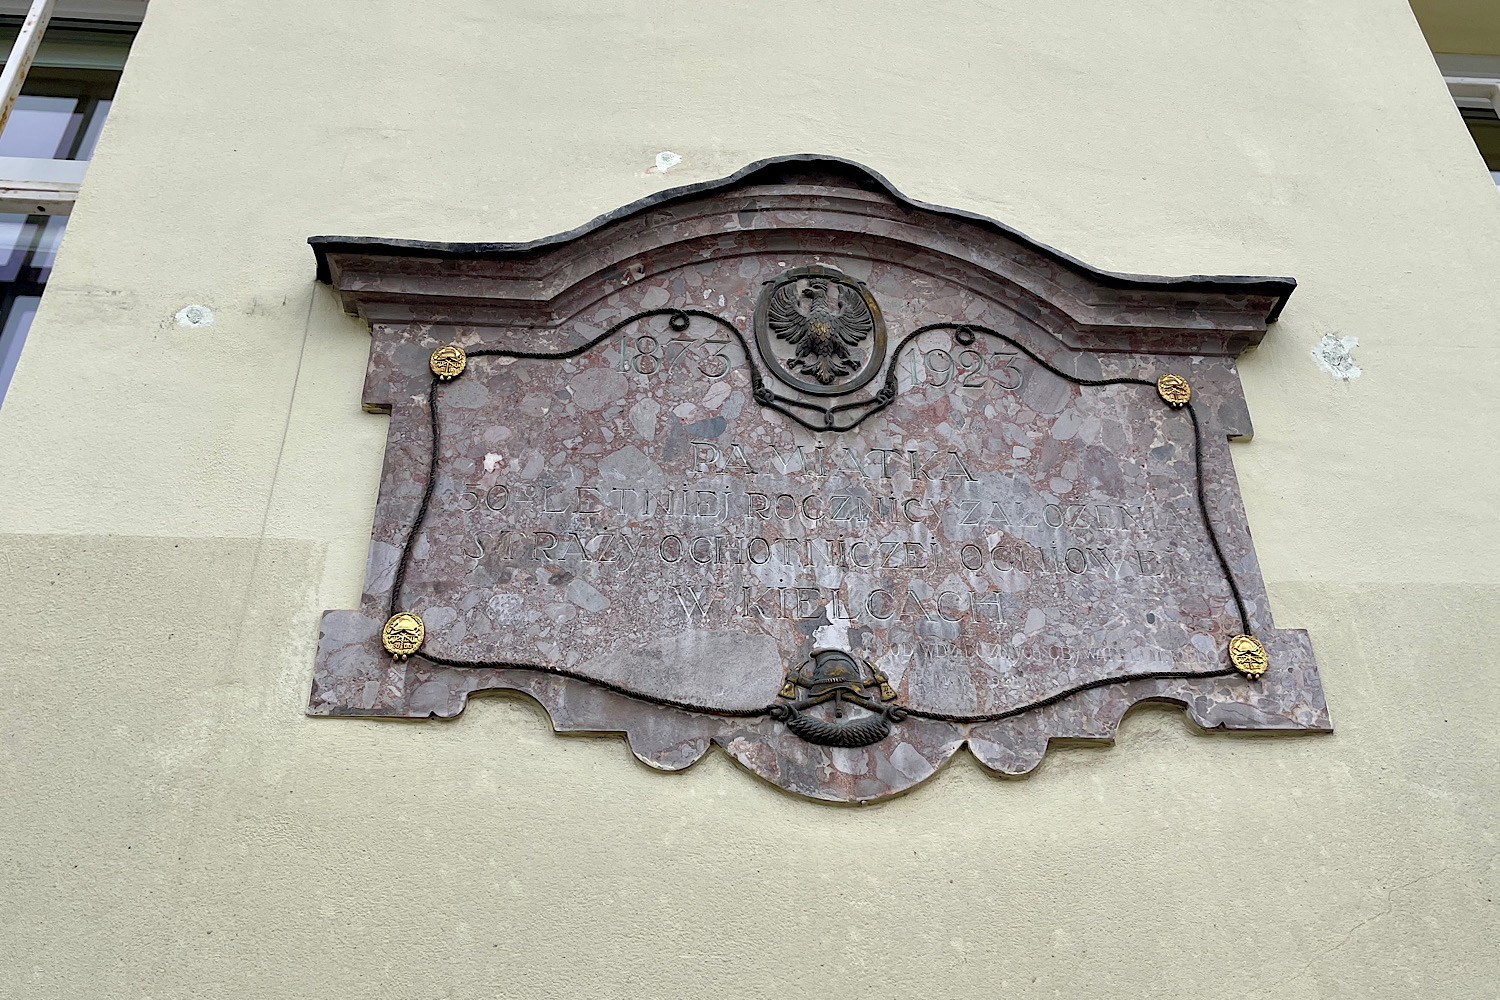 1873 1923
PAMIĄTKA
50-LETNIEJ ROCZNICY ZAŁOŻENIA
STRAŻY OCHOTNICZEJ OGNIOWEJ
W KIELCACH